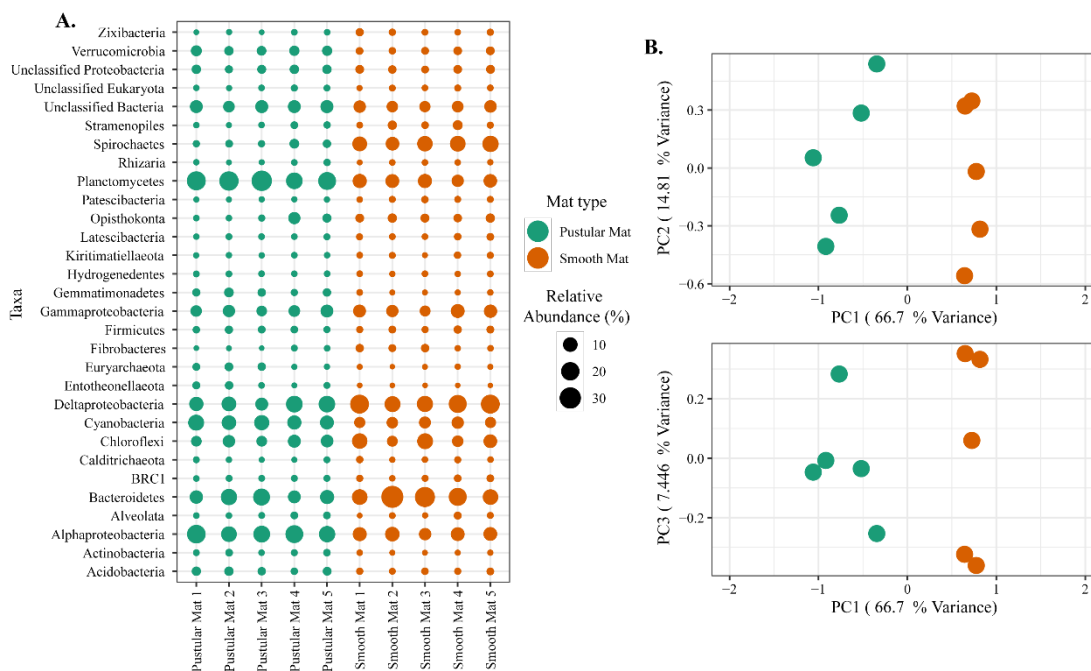 A.
Zixibacteria
Verrucomicrobia
Unclassified Proteobacteria
Unclassified Eukaryota
Unclassified Bacteria
Stramenopiles
Spirochaetes
Rhizaria
Planctomycetes
Patescibacteria
Opisthokonta
Latescibacteria
Kiritimatiellaeota
Hydrogenedentes
Gemmatimonadetes
Gammaproteobacteria
Firmicutes
Fibrobacteres
Euryarchaeota
Entotheonellaeota
Deltaproteobacteria
Cyanobacteria
Chloroflexi
Calditrichaeota
BRC1
Bacteroidetes
Alveolata
Alphaproteobacteria
Actinobacteria
Acidobacteria
Taxa
Pustular Mat 1
Pustular Mat 2
Pustular Mat 3
Pustular Mat 4
Pustular Mat 5
Smooth Mat 1
Smooth Mat 2
Smooth Mat 3
Smooth Mat 4
Smooth Mat 5
Mat type
Pustular Mat
Smooth Mat
Relative
Abundance (%)
10
20
30
B.
PC2 ( 14.81 % Variance)
0.3
0.0
−0.3
−0.6
−2 −1 0 1 2
PC1 ( 66.7 % Variance)
PC3 ( 7.446 % Variance)
0.2
0.0
−0.2
−2 −1 0 1 2
PC1 ( 66.7 % Variance)